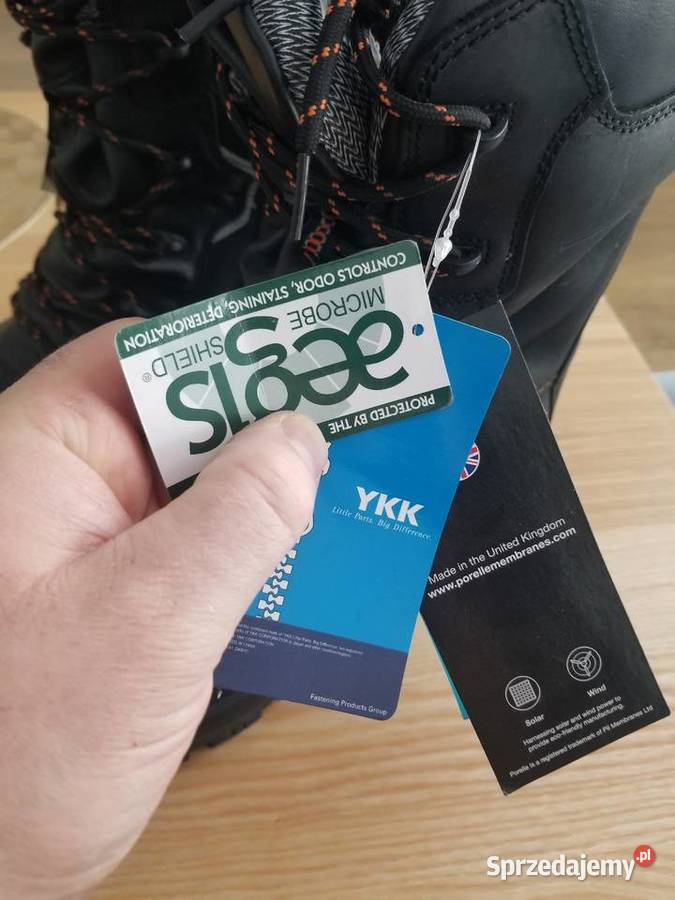 PROTECTED BY THE
aegis
MICROBE
SHIELD®
CONTROLS ODOR, STAINING, DETERIORATION
YKK
Little Parts. Big Difference.
Fastening Products Group
Made in the United Kingdom
www.porellemembranes.com
Solar
Wind
Harnessing solar and wind power to
provide eco-friendly manufacturing.
Porelle is a registered trademark of Pil Membranes Ltd
Sprzedajemy.pl